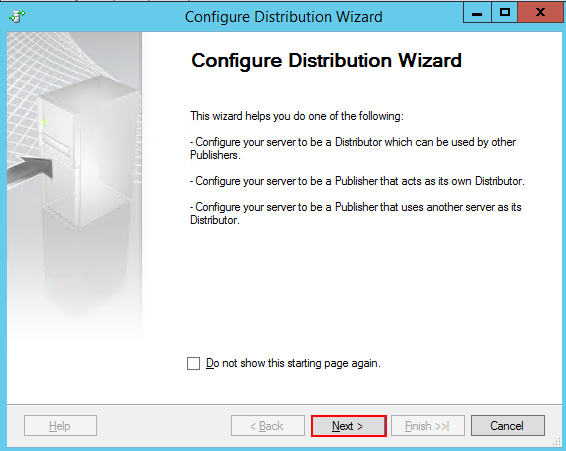 Configure Distribution Wizard
Configure Distribution Wizard
This wizard helps you do one of the following:
- Configure your server to be a Distributor which can be used by other
Publishers.
- Configure your server to be a Publisher that acts as its own Distributor.
- Configure your server to be a Publisher that uses another server as its
Distributor.
Do not show this starting page again.
Help
< Back
Next >
Finish >>|
Cancel